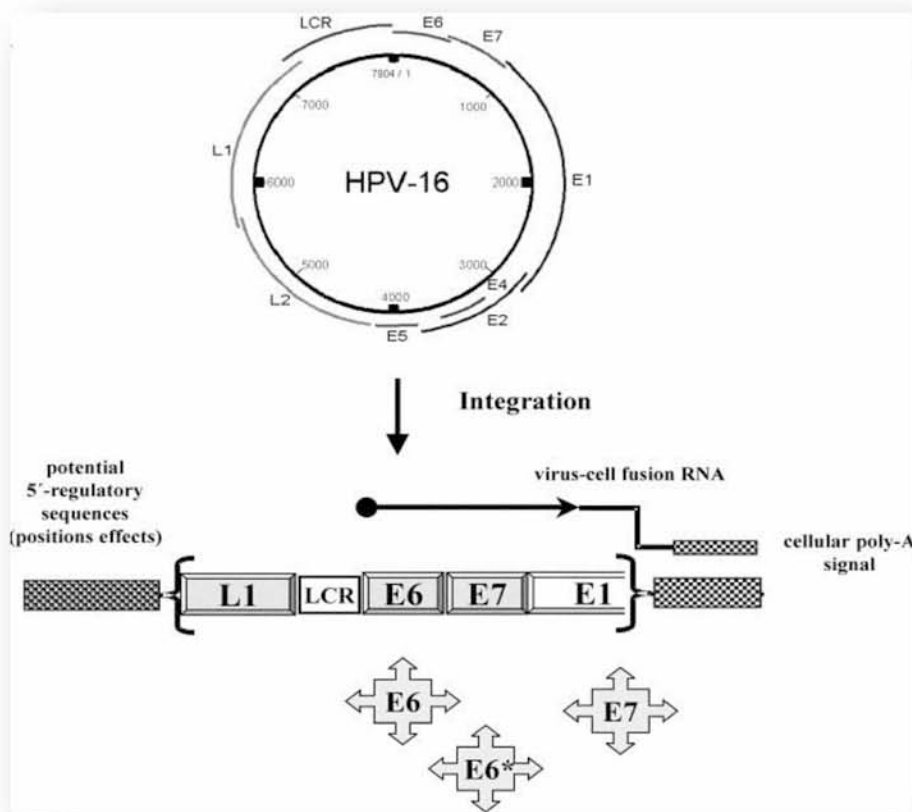 LCR
E6
E7
7804 / 1
7000
1000
L1
6000
HPV-16
2000
E1
5000
3000
E4
L2
4000
E2
E5
Integration
potential
5´-regulatory
sequences
(positions effects)
virus-cell fusion RNA
cellular poly-A
signal
L1
LCR
E6
E7
E1
E6
E7
E6*